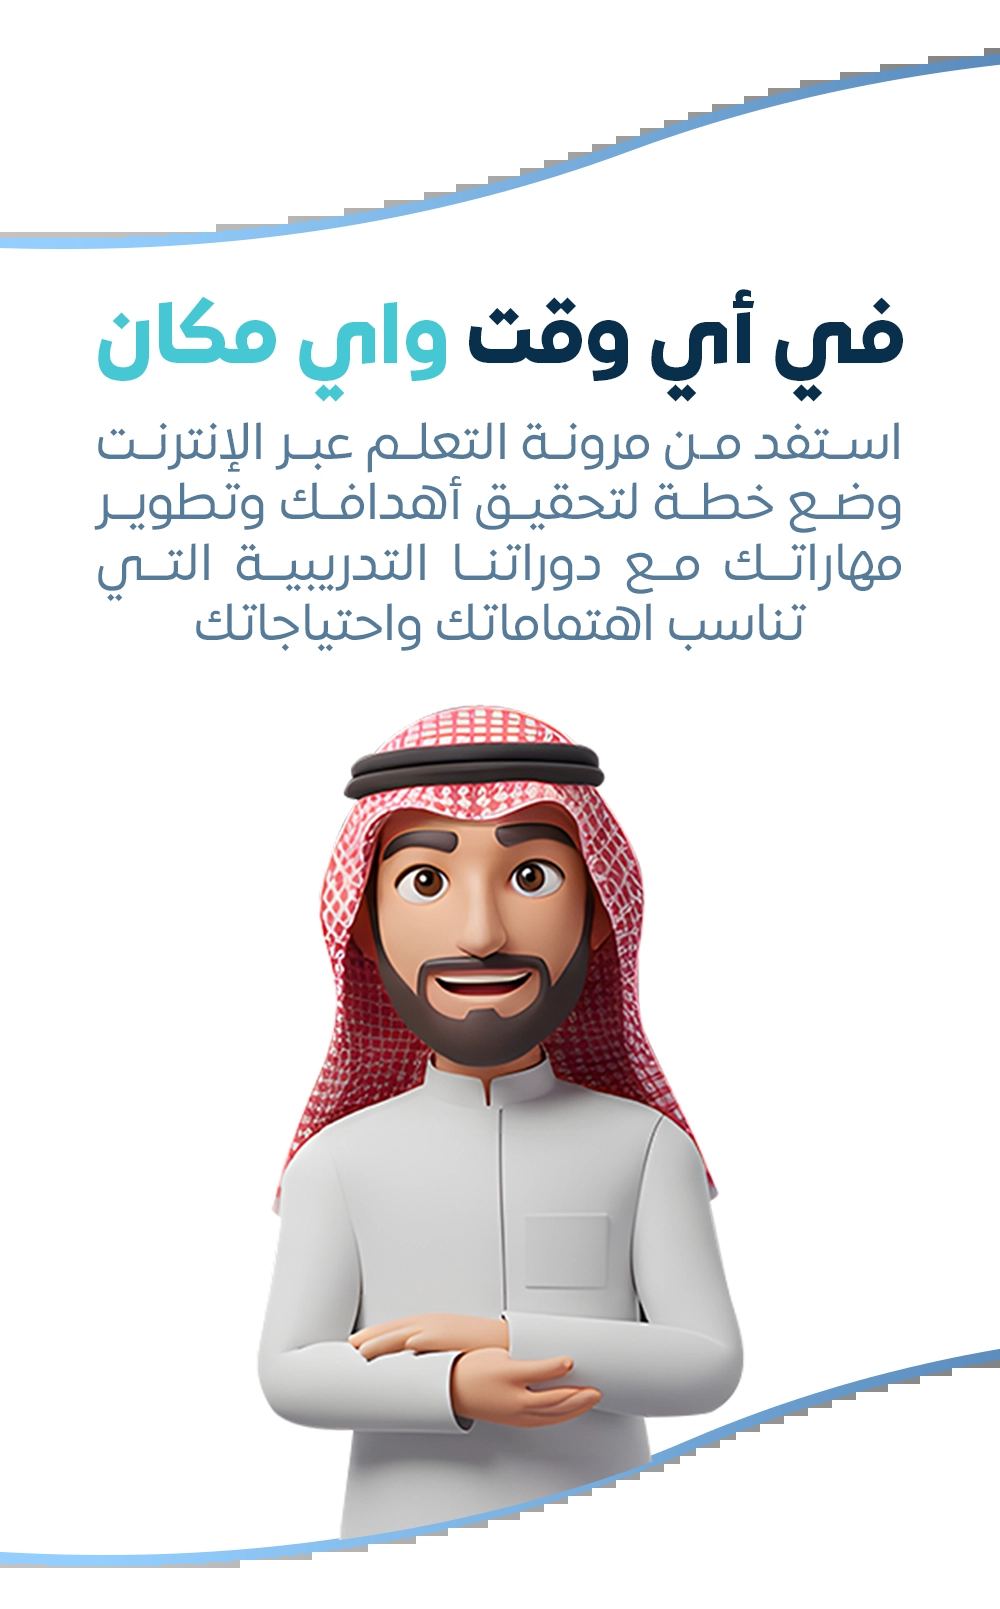 في أي وقت واي مكان
استفد من مرونة التعلم عبر الإنترنت
وضع خطة لتحقيق أهدافك وتطوير
مهاراتك مع دوراتنا التدريبية التي
تناسب اهتماماتك واحتياجاتك